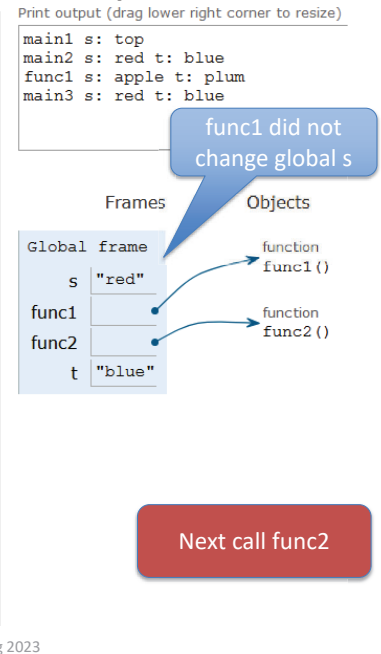 Print output (drag lower right corner to resize)
main1 s: top
main2 s: red t: blue
func1 s: apple t: plum
main3 s: red t: blue
func1 did not
change global s
Frames Objects
Global frame
function
func1()
s "red"
func1
function
func2()
func2
t "blue"
Next call func2
2023